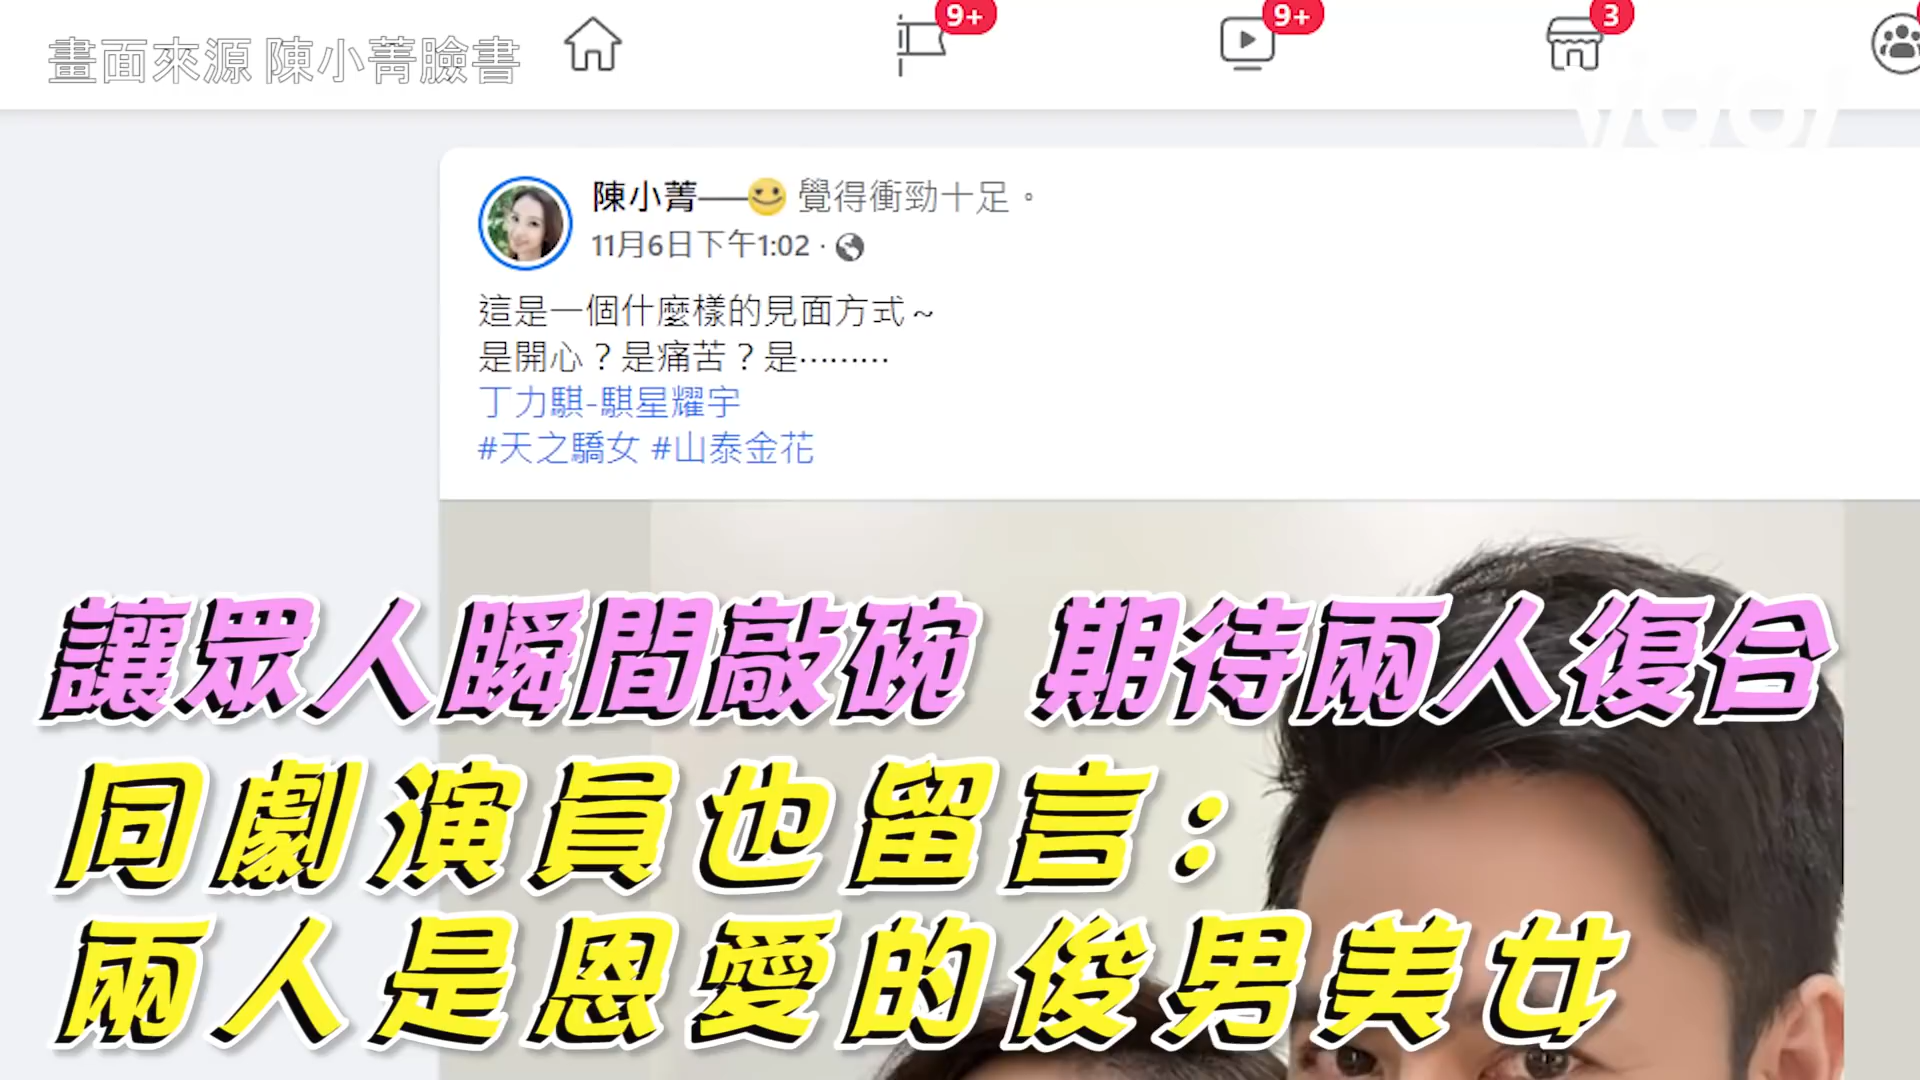 畫面來源 陳小菁臉書
9+
9+
3
vidol
陳小菁——覺得衝勁十足。
11月6日下午1:02 ·
這是一個什麼樣的見面方式~
是開心？是痛苦？是………
丁力騏-騏星耀宇
#天之驕女 #山泰金花
讓眾人瞬間敲碗 期待兩人復合
同劇演員也留言：
兩人是恩愛的俊男美女